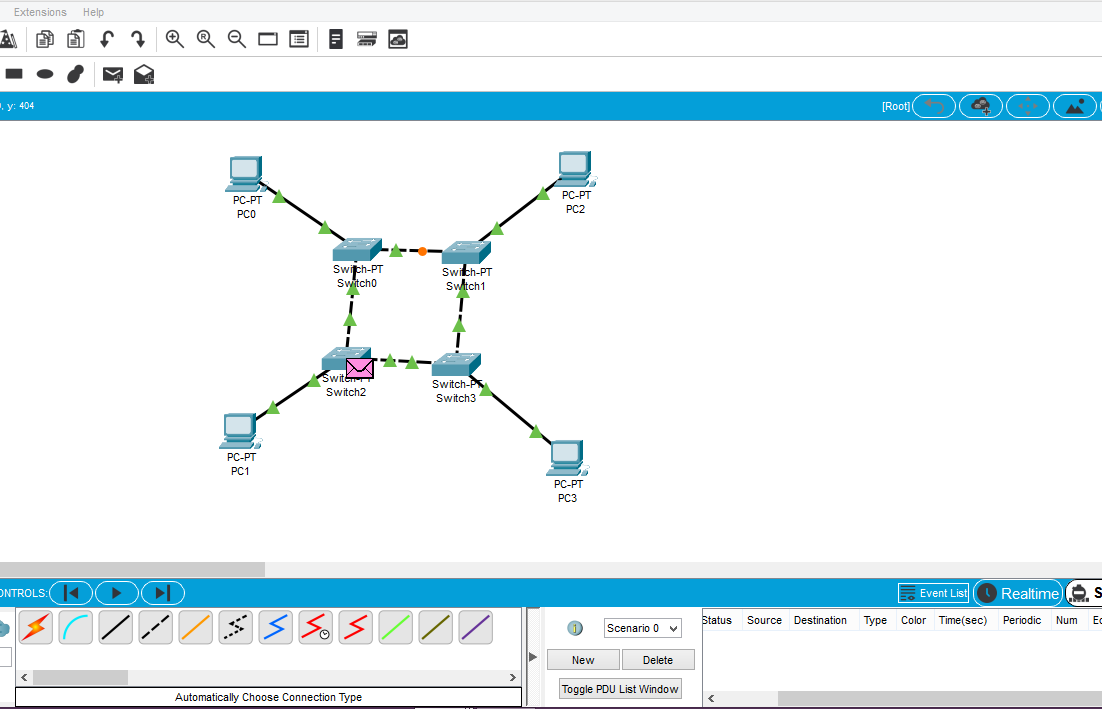 Extensions Help
, y: 404
[Root]
PC-PT
PC0
PC-PT
PC2
Switch-PT
Switch0
Switch-PT
Switch1
Switch-PT
Switch2
Switch-PT
Switch3
PC-PT
PC1
PC-PT
PC3
ONTROLS:
Event List
Realtime
S
Scenario 0
New
Delete
Toggle PDU List Window
Status Source Destination Type Color Time(sec) Periodic Num Ed
Automatically Choose Connection Type